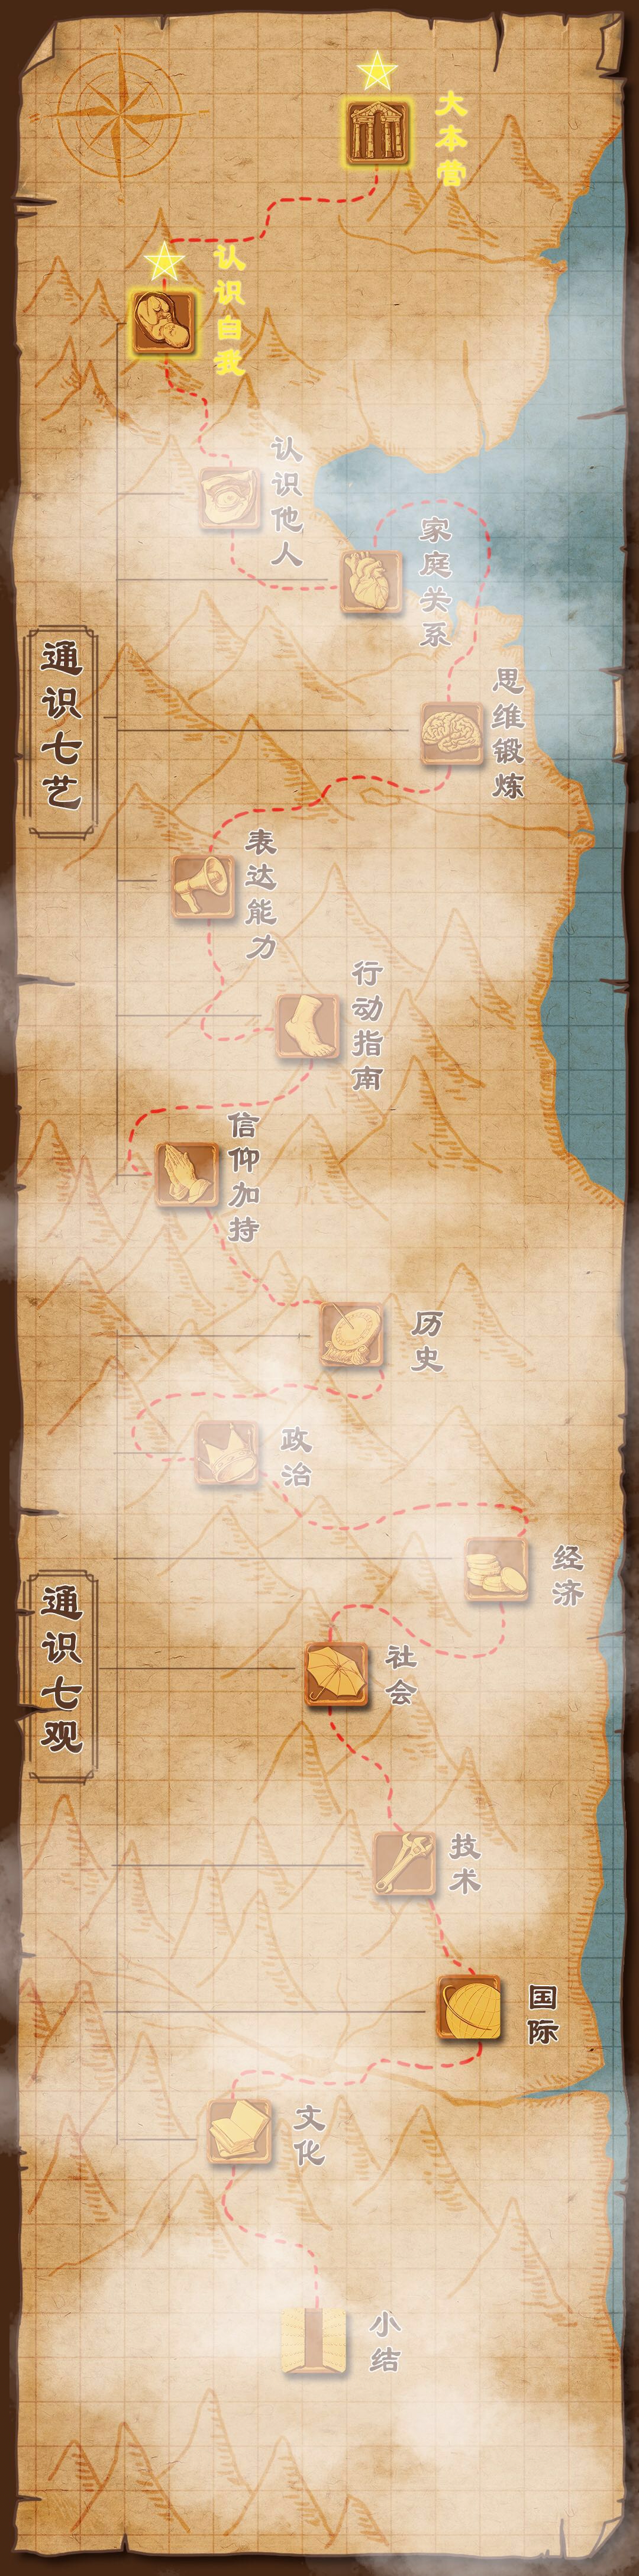 大本营
认识自我
认识他人
家庭关系
通识七艺
思维锻炼
表达能力
行动指南
信仰加持
历史
政治
经济
通识七观
社会
技术
国际
文化
小结